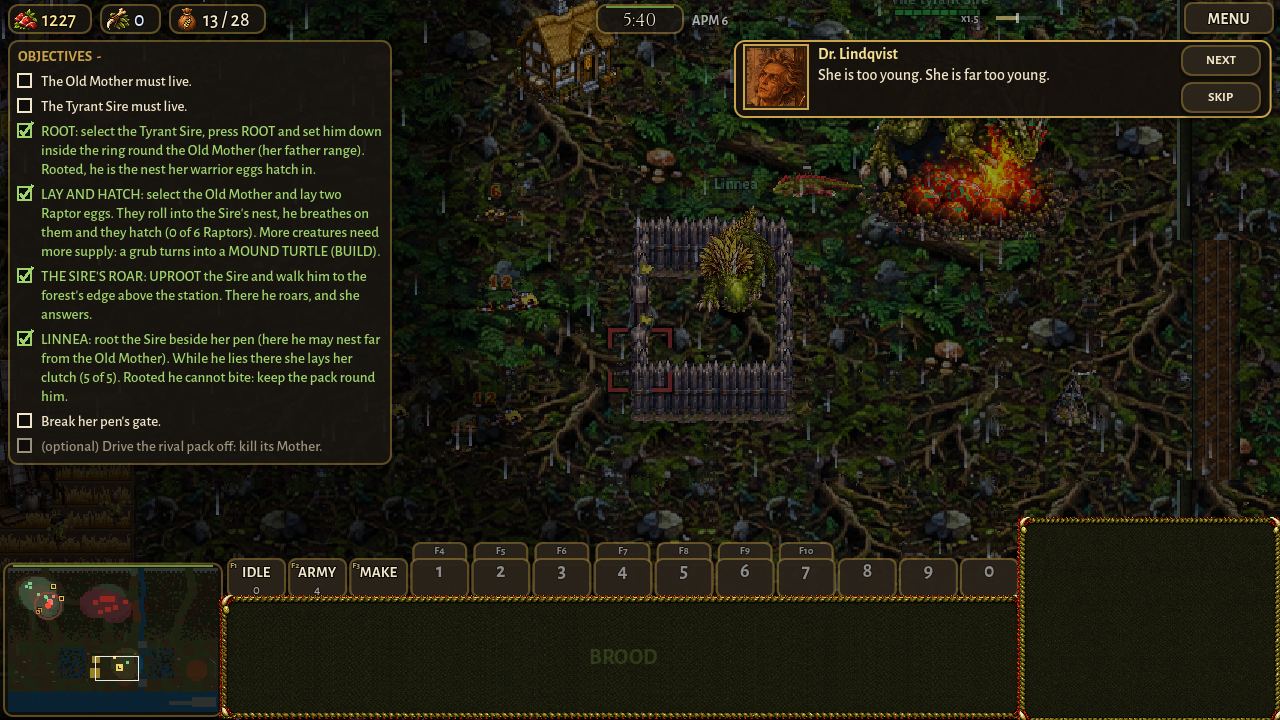 1227
0
13 / 28
5:40
APM 6
The Tyrant Sire
x1.5
MENU
OBJECTIVES -
The Old Mother must live.
The Tyrant Sire must live.
ROOT: select the Tyrant Sire, press ROOT and set him down
inside the ring round the Old Mother (her father range).
Rooted, he is the nest her warrior eggs hatch in.
LAY AND HATCH: select the Old Mother and lay two
Raptor eggs. They roll into the Sire's nest, he breathes on
them and they hatch (0 of 6 Raptors). More creatures need
more supply: a grub turns into a MOUND TURTLE (BUILD).
THE SIRE'S ROAR: UPROOT the Sire and walk him to the
forest's edge above the station. There he roars, and she
answers.
LINNEA: root the Sire beside her pen (here he may nest far
from the Old Mother). While he lies there she lays her
clutch (5 of 5). Rooted he cannot bite: keep the pack round
him.
Break her pen's gate.
(optional) Drive the rival pack off: kill its Mother.
Dr. Lindqvist
She is too young. She is far too young.
NEXT
SKIP
Linnea
6
12
12
F1 IDLE
0
F2 ARMY
4
F3 MAKE
F4 1
F5 2
F6 3
F7 4
F8 5
F9 6
F10 7
8
9
0
BROOD